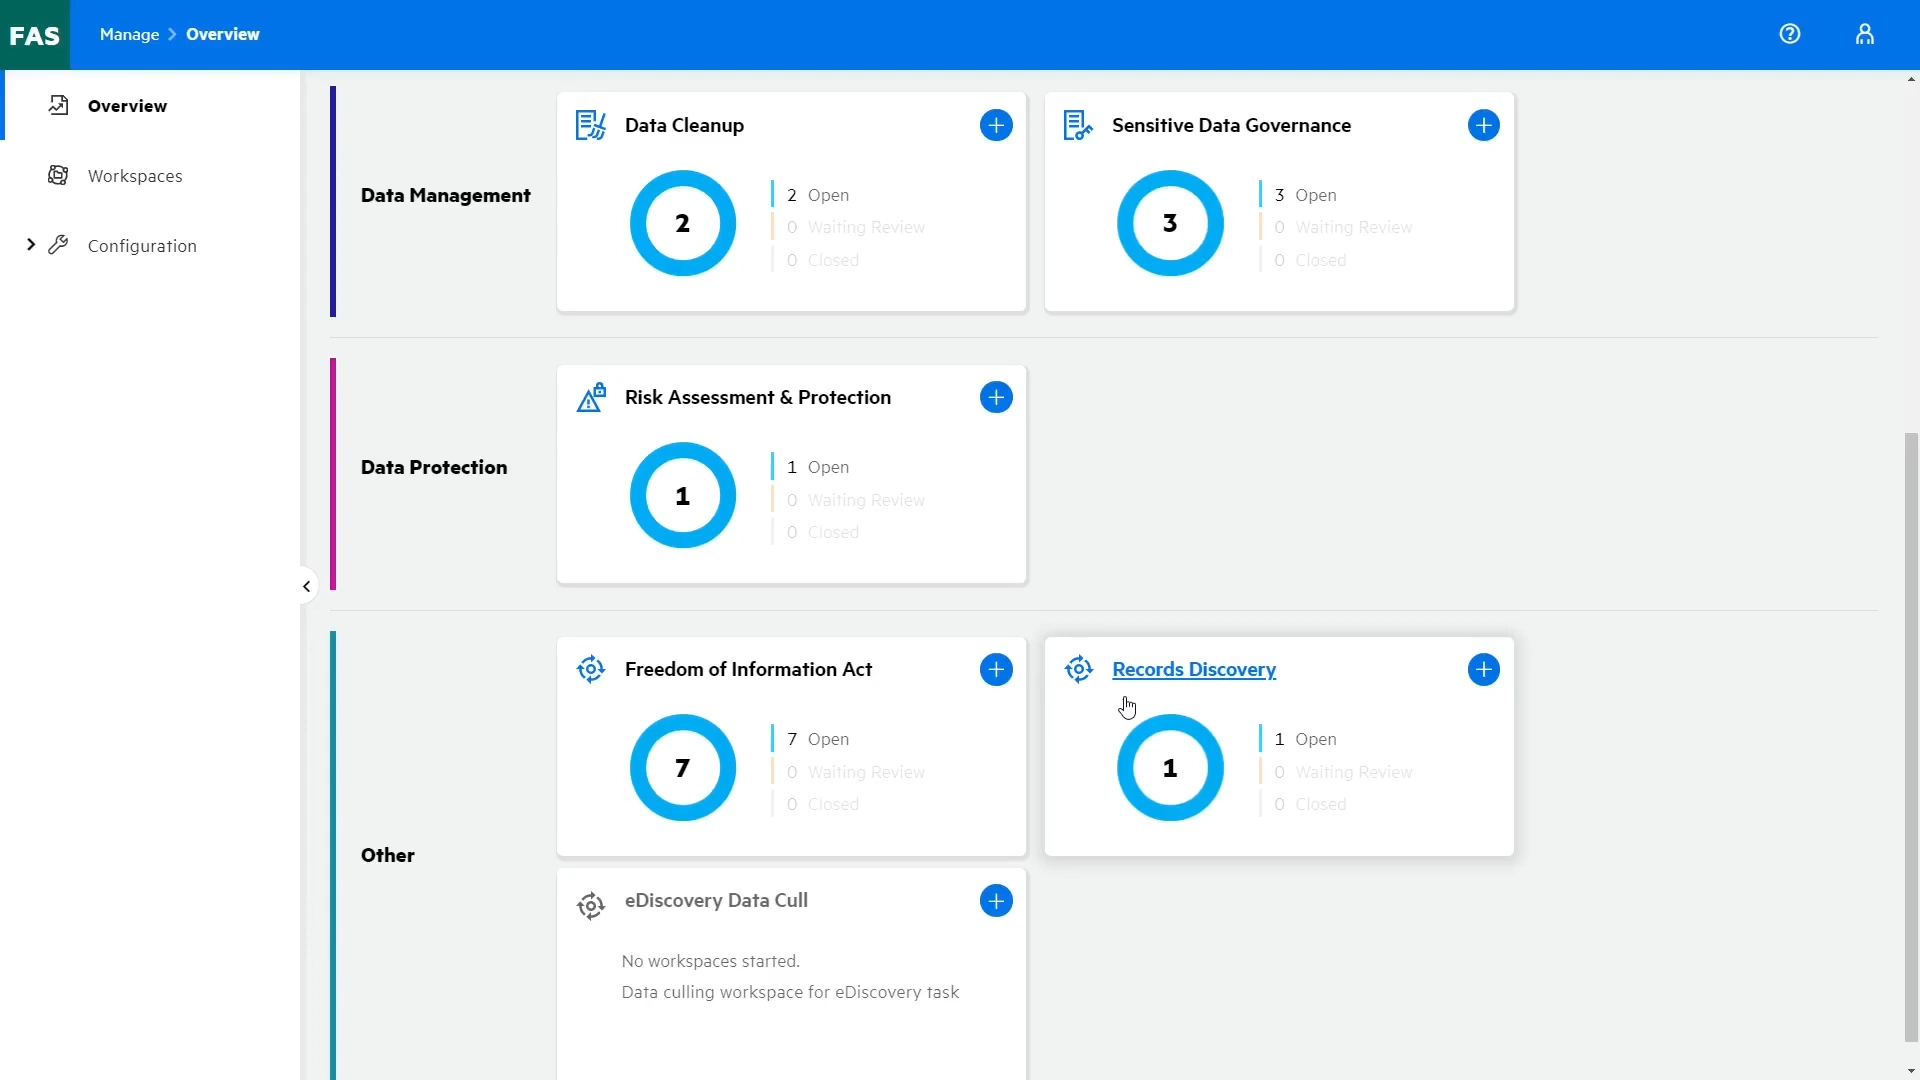 FAS
Manage > Overview
Overview
Workspaces
Configuration
Data Management
Data Cleanup
2
2 Open
0 Waiting Review
0 Closed
Sensitive Data Governance
3
3 Open
0 Waiting Review
0 Closed
Data Protection
Risk Assessment & Protection
1
1 Open
0 Waiting Review
0 Closed
Other
Freedom of Information Act
7
7 Open
0 Waiting Review
0 Closed
Records Discovery
1
1 Open
0 Waiting Review
0 Closed
eDiscovery Data Cull
No workspaces started.
Data culling workspace for eDiscovery task